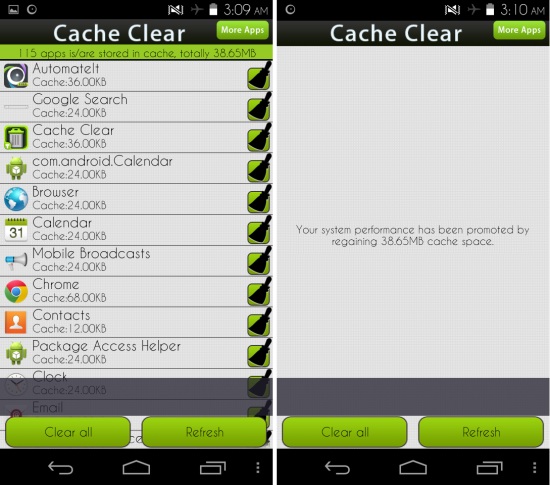 3:09 AM
Cache Clear
More Apps
115 apps is/are stored in cache, totally 38.65MB
AutomateIt
Cache:36.00KB
Google Search
Cache:24.00KB
Cache Clear
Cache:36.00KB
com.android.Calendar
Cache:24.00KB
Browser
Cache:24.00KB
31
Calendar
Cache:24.00KB
Mobile Broadcasts
Cache:24.00KB
Chrome
Cache:68.00KB
Contacts
Cache:12.00KB
Package Access Helper
Cache:24.00KB
Clock
Cache:24.00KB
Email
Clear all
Refresh
3:10 AM
Cache Clear
More Apps
Your system performance has been promoted by
regaining 38.65MB cache space.
Clear all
Refresh